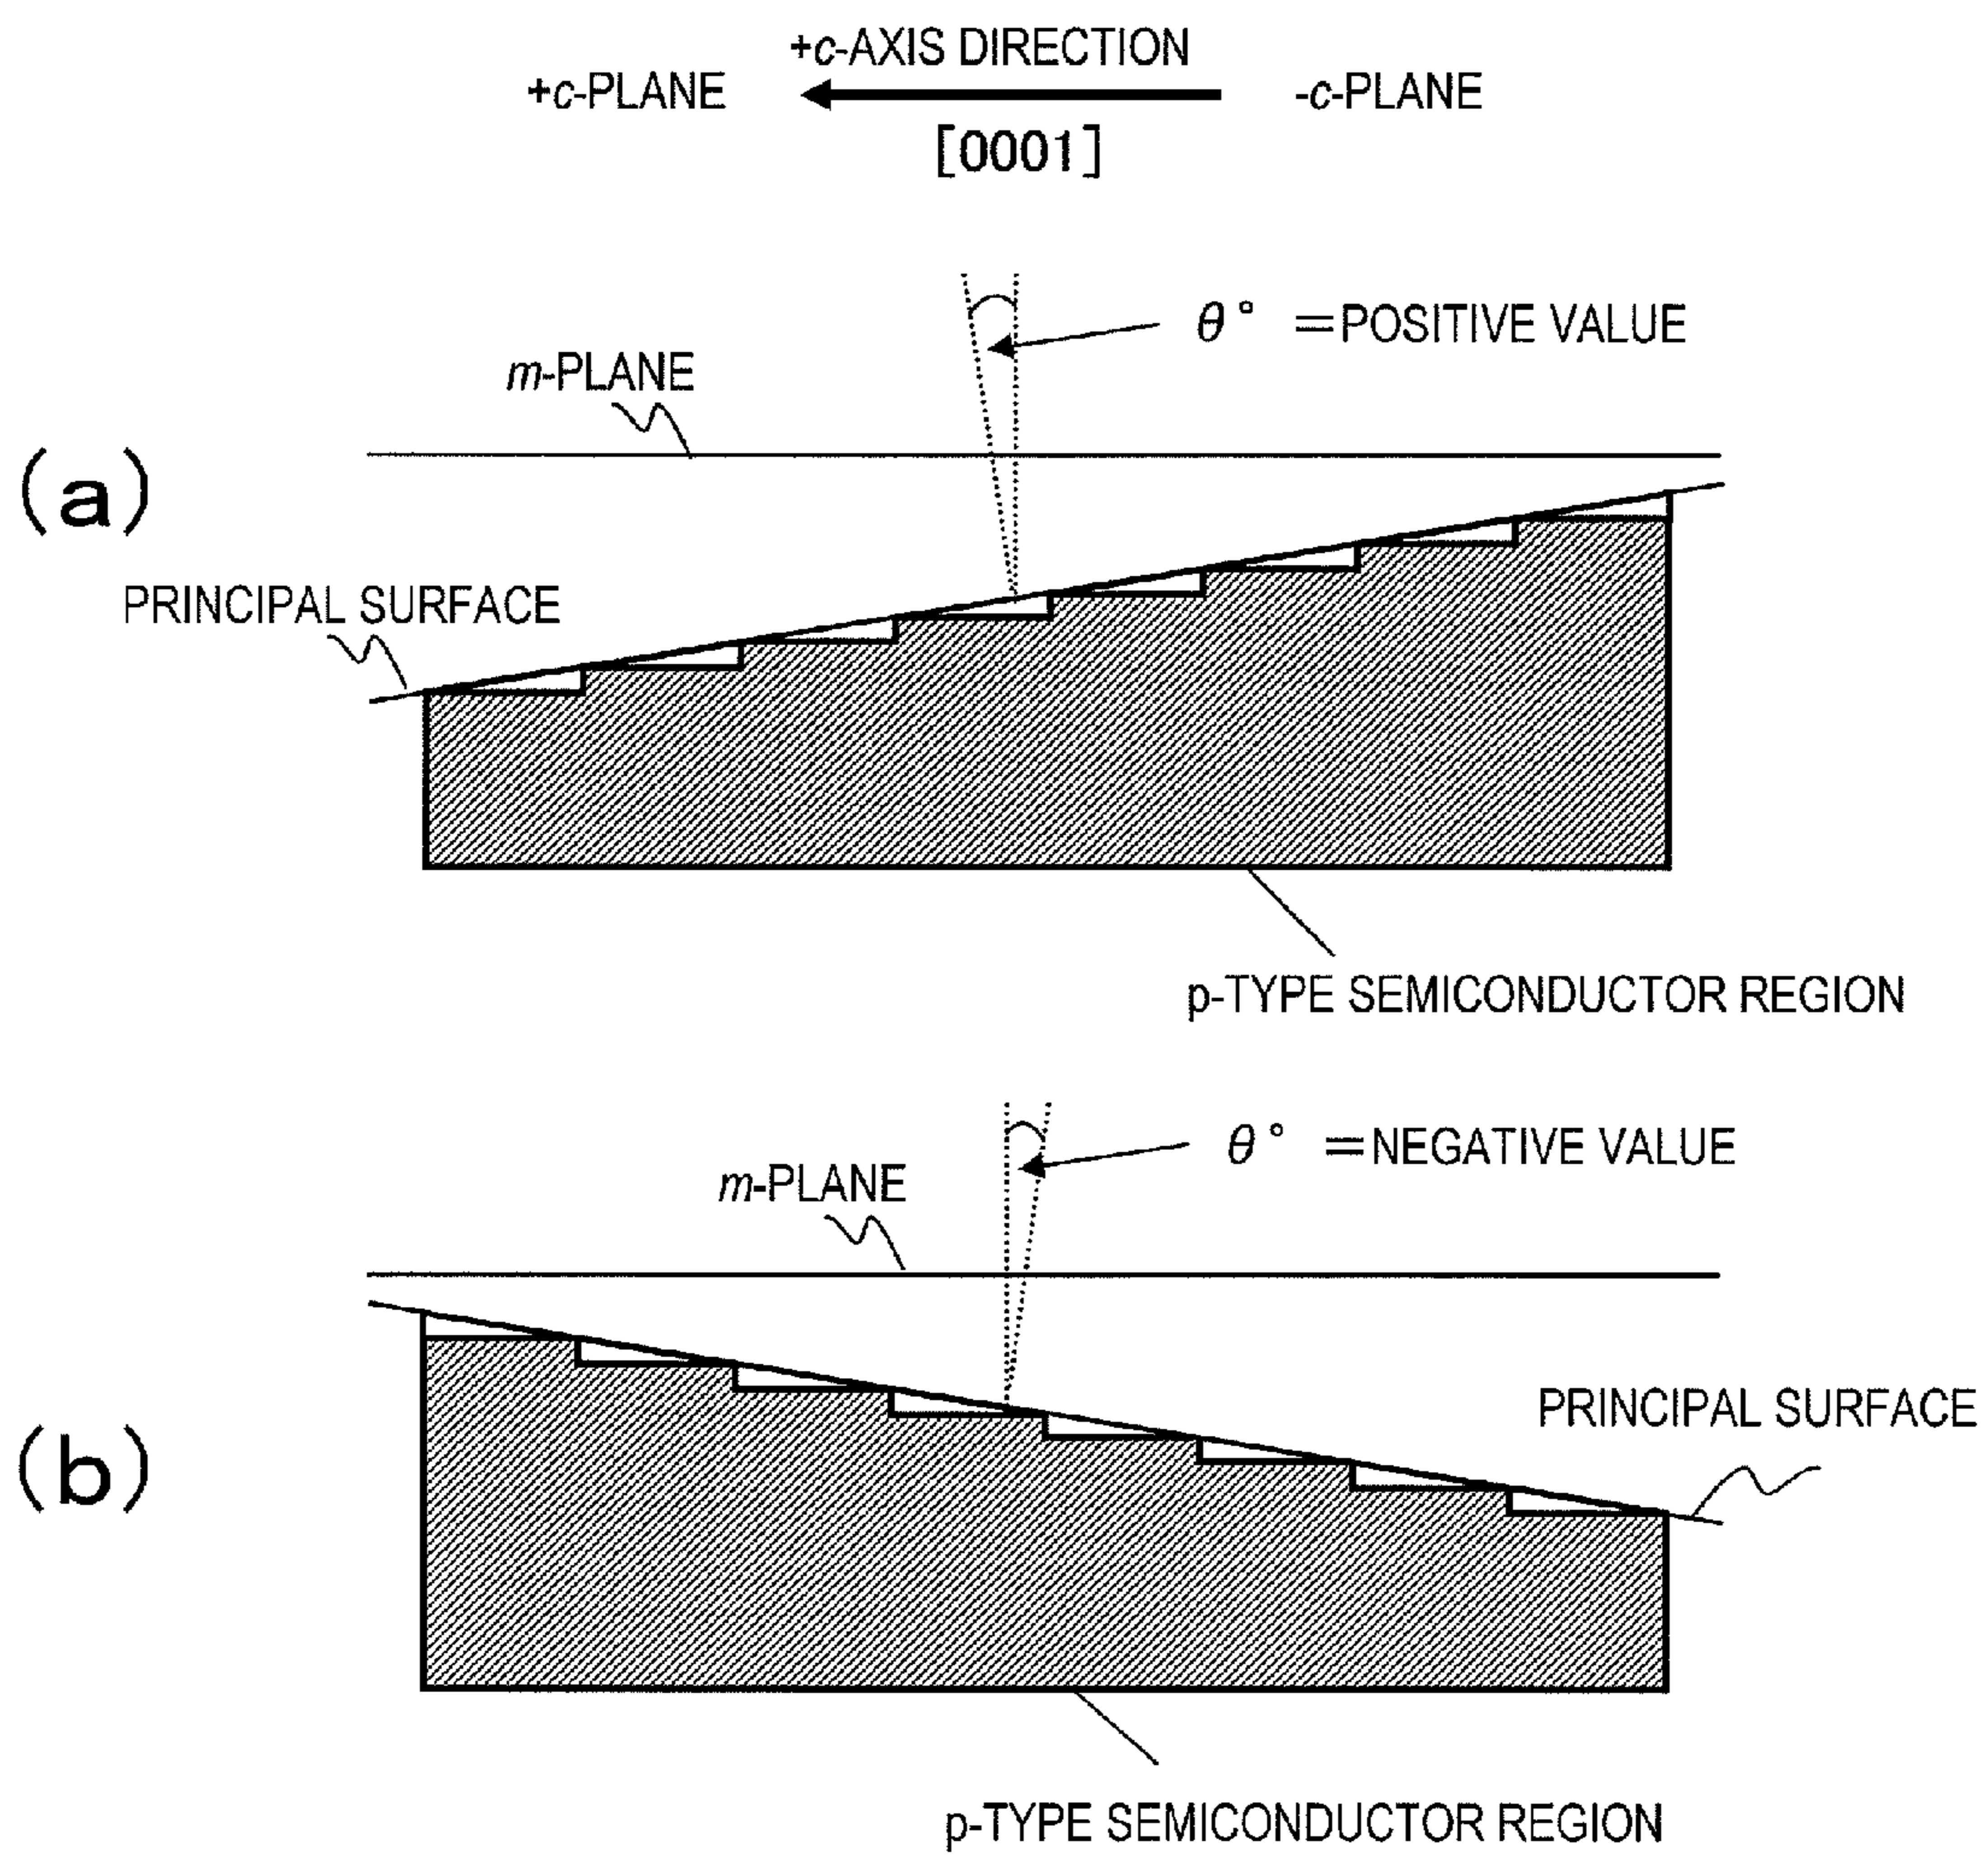 +c-AXIS DIRECTION
+c-PLANE
-c-PLANE
[0001]
θ° =POSITIVE VALUE
m-PLANE
(a)
PRINCIPAL SURFACE
p-TYPE SEMICONDUCTOR REGION
θ° =NEGATIVE VALUE
m-PLANE
PRINCIPAL SURFACE
(b)
p-TYPE SEMICONDUCTOR REGION